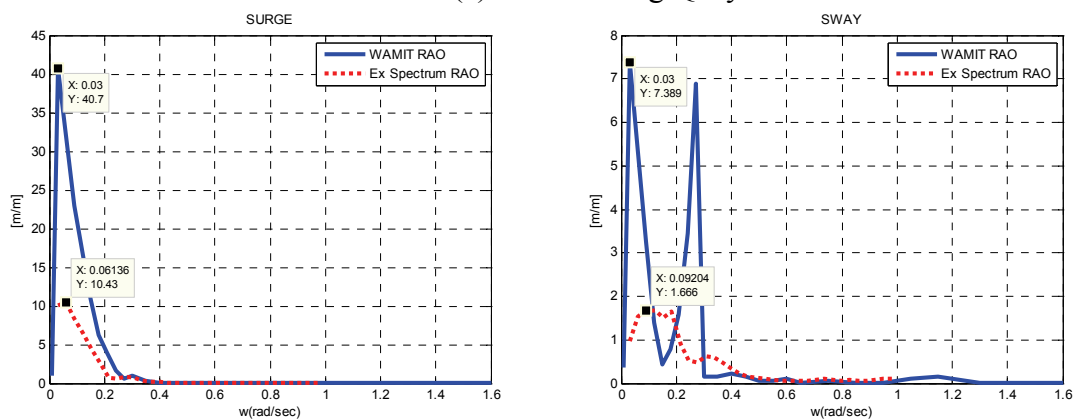 SURGE
45
40
35
30
25
20
15
10
5
0
[m/m]
0 0.2 0.4 0.6 0.8 1 1.2 1.4 1.6
w(rad/sec)
WAMIT RAO
Ex Spectrum RAO
X: 0.03
Y: 40.7
X: 0.06136
Y: 10.43
SWAY
8
7
6
5
4
3
2
1
0
[m/m]
0 0.2 0.4 0.6 0.8 1 1.2 1.4 1.6
w(rad/sec)
WAMIT RAO
Ex Spectrum RAO
X: 0.03
Y: 7.389
X: 0.09204
Y: 1.666